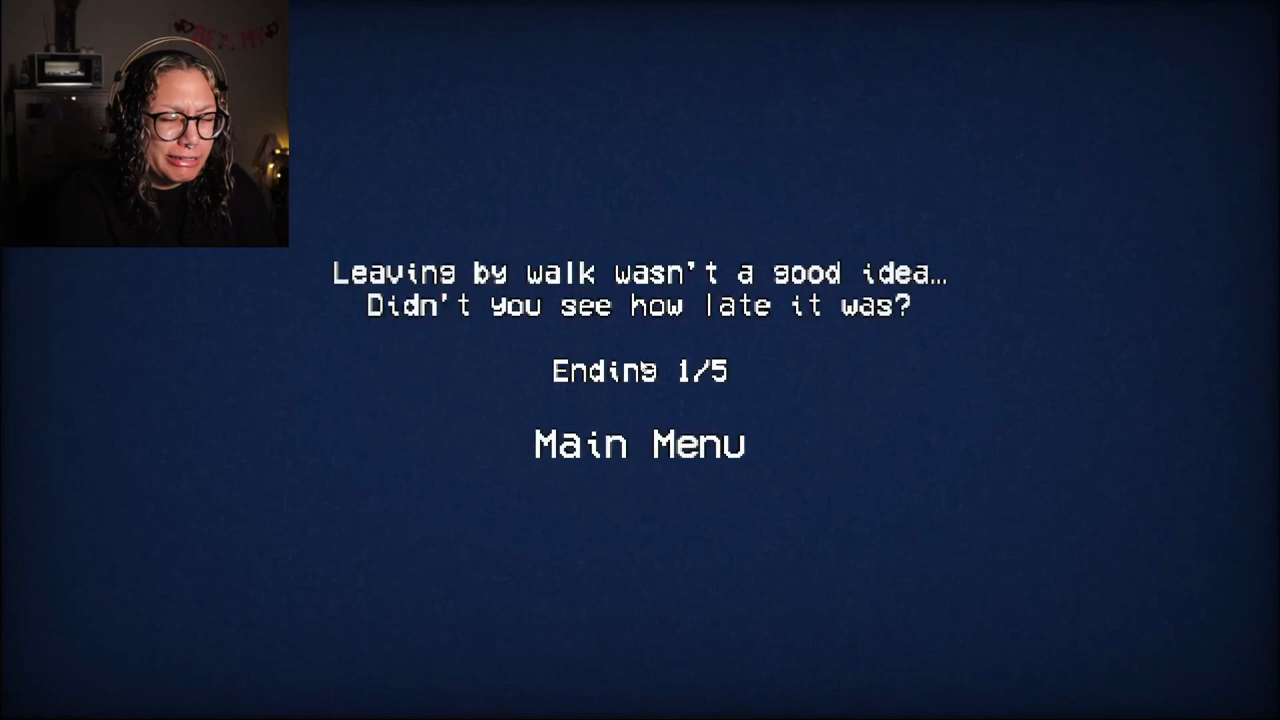 Leaving by walk wasn't a good idea…
Didn't you see how late it was?
Ending 1/5
Main Menu